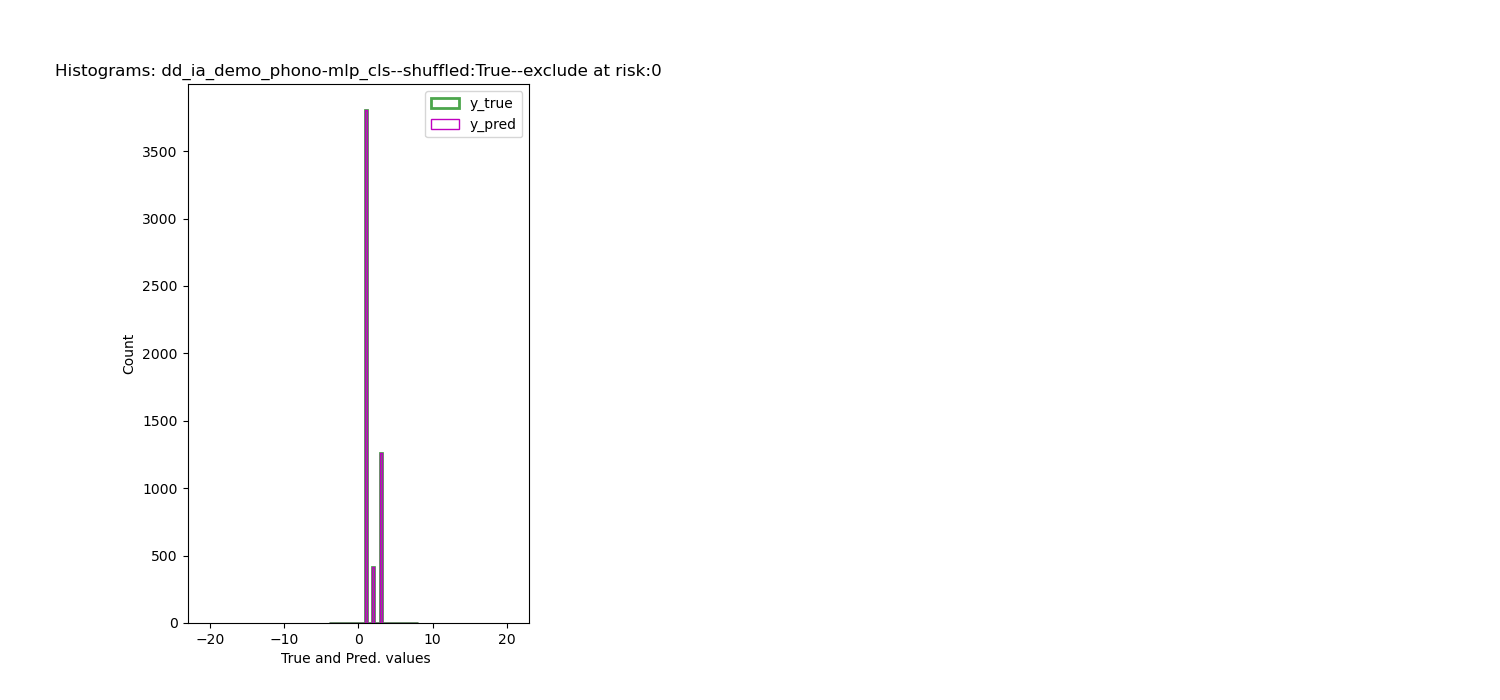 Histograms: dd_ia_demo_phono-mlp_cls--shuffled:True--exclude at risk:0
y_true
y_pred
3500
3000
2500
2000
1500
1000
500
0
Count
−20
−10
0
10
20
True and Pred. values